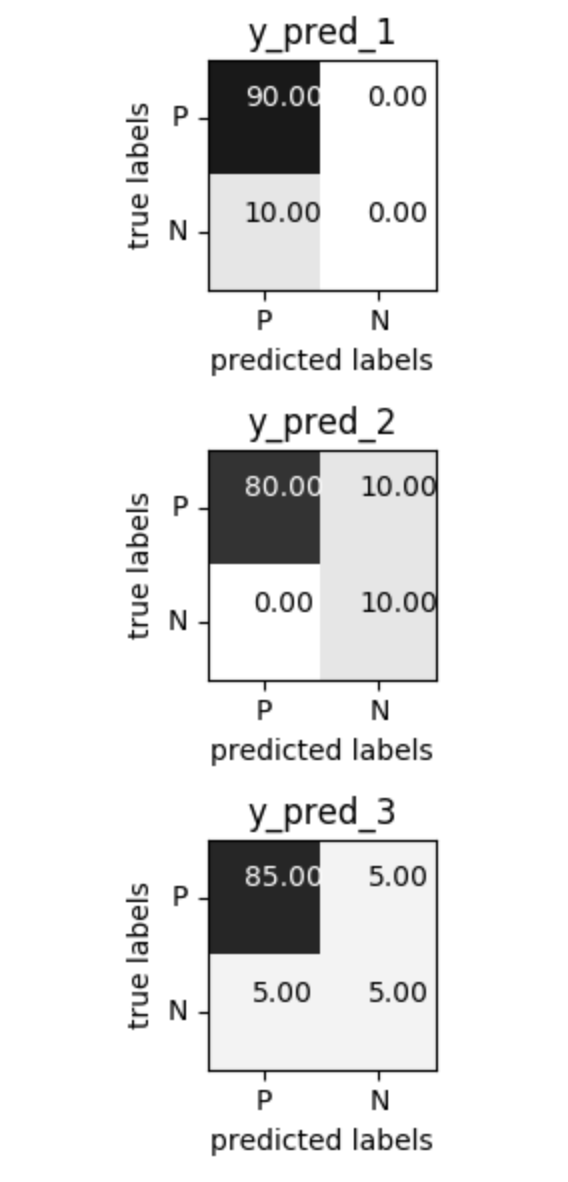 y_pred_1
true labels
P
90.00 0.00
N
10.00 0.00
P N
predicted labels
y_pred_2
true labels
P
80.00 10.00
N
0.00 10.00
P N
predicted labels
y_pred_3
true labels
P
85.00 5.00
N
5.00 5.00
P N
predicted labels